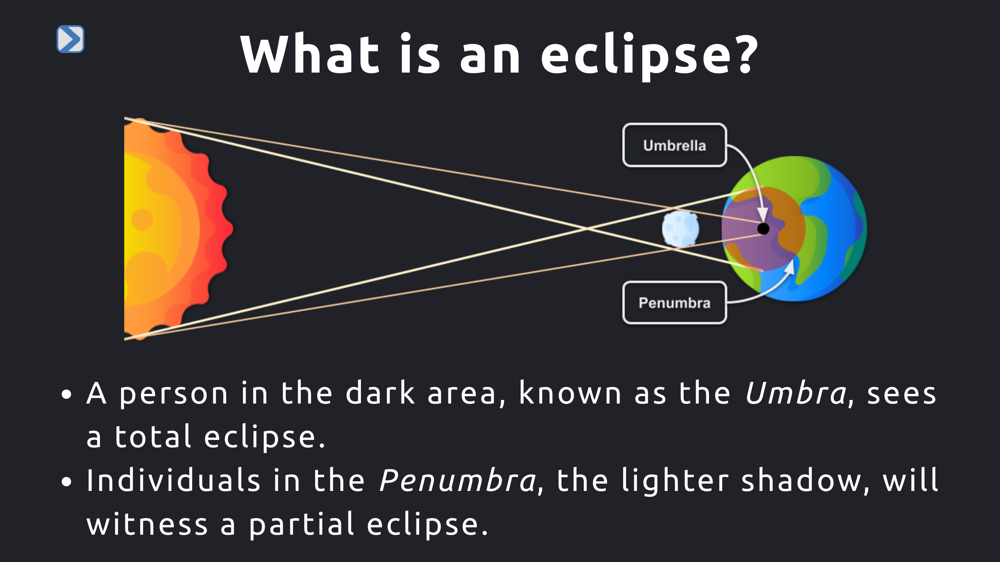 What is an eclipse?
Umbrella
Penumbra
• A person in the dark area, known as the Umbra, sees
a total eclipse.
• Individuals in the Penumbra, the lighter shadow, will
witness a partial eclipse.